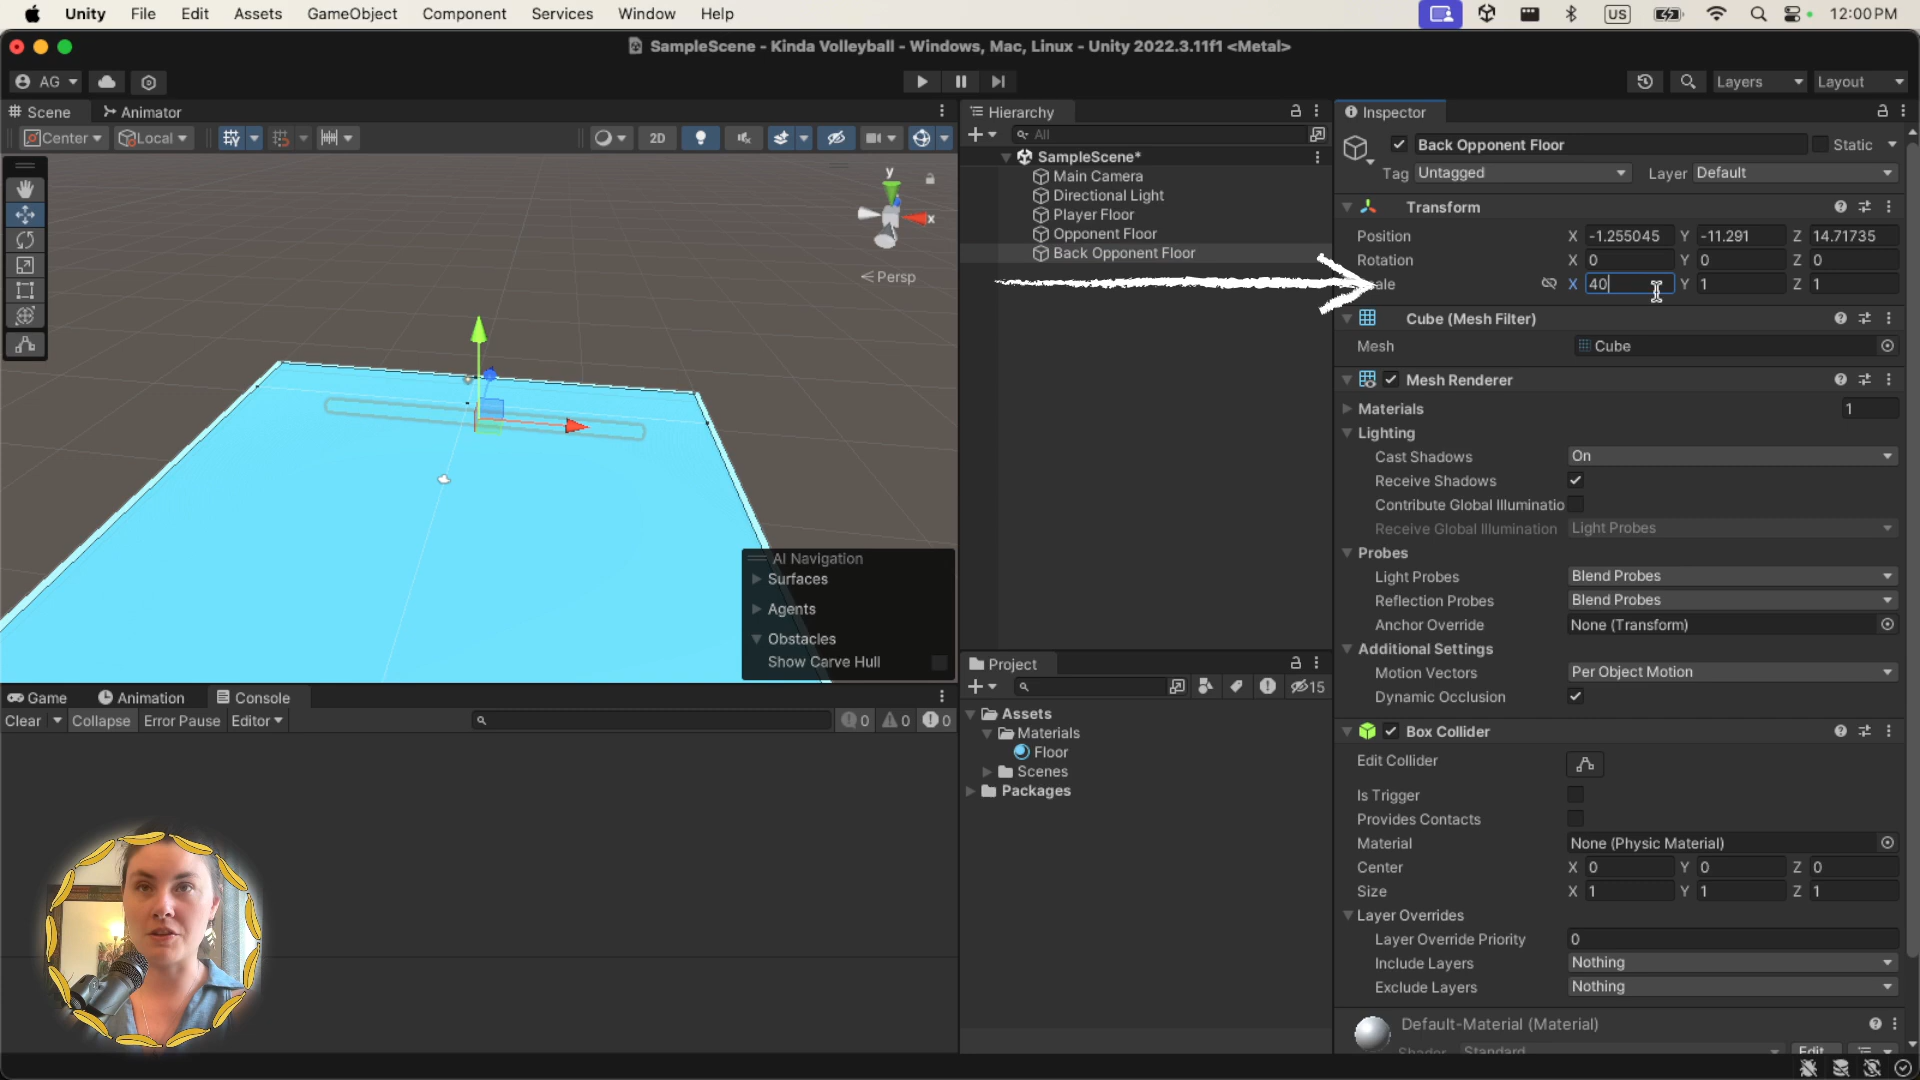 Unity File Edit Assets GameObject Component Services Window Help US 12:00 PM
SampleScene - Kinda Volleyball - Windows, Mac, Linux - Unity 2022.3.11f1 <Metal>
AG Layers Layout
Scene Animator
Center Local 2D
y
x
Persp
AI Navigation
Surfaces
Agents
Obstacles
Show Carve Hull
Game Animation Console
Clear Collapse Error Pause Editor 0 0 0
Hierarchy
All
SampleScene*
Main Camera
Directional Light
Player Floor
Opponent Floor
Back Opponent Floor
Project
15
Assets
Materials
Floor
Scenes
Packages
Inspector
Back Opponent Floor Static
Tag Untagged Layer Default
Transform
Position X -1.255045 Y -11.291 Z 14.71735
Rotation X 0 Y 0 Z 0
ale X 40 Y 1 Z 1
Cube (Mesh Filter)
Mesh Cube
Mesh Renderer
Materials 1
Lighting
Cast Shadows On
Receive Shadows
Contribute Global Illuminatio
Receive Global Illumination Light Probes
Probes
Light Probes Blend Probes
Reflection Probes Blend Probes
Anchor Override None (Transform)
Additional Settings
Motion Vectors Per Object Motion
Dynamic Occlusion
Box Collider
Edit Collider
Is Trigger
Provides Contacts
Material None (Physic Material)
Center X 0 Y 0 Z 0
Size X 1 Y 1 Z 1
Layer Overrides
Layer Override Priority 0
Include Layers Nothing
Exclude Layers Nothing
Default-Material (Material)
Shader Standard Edit